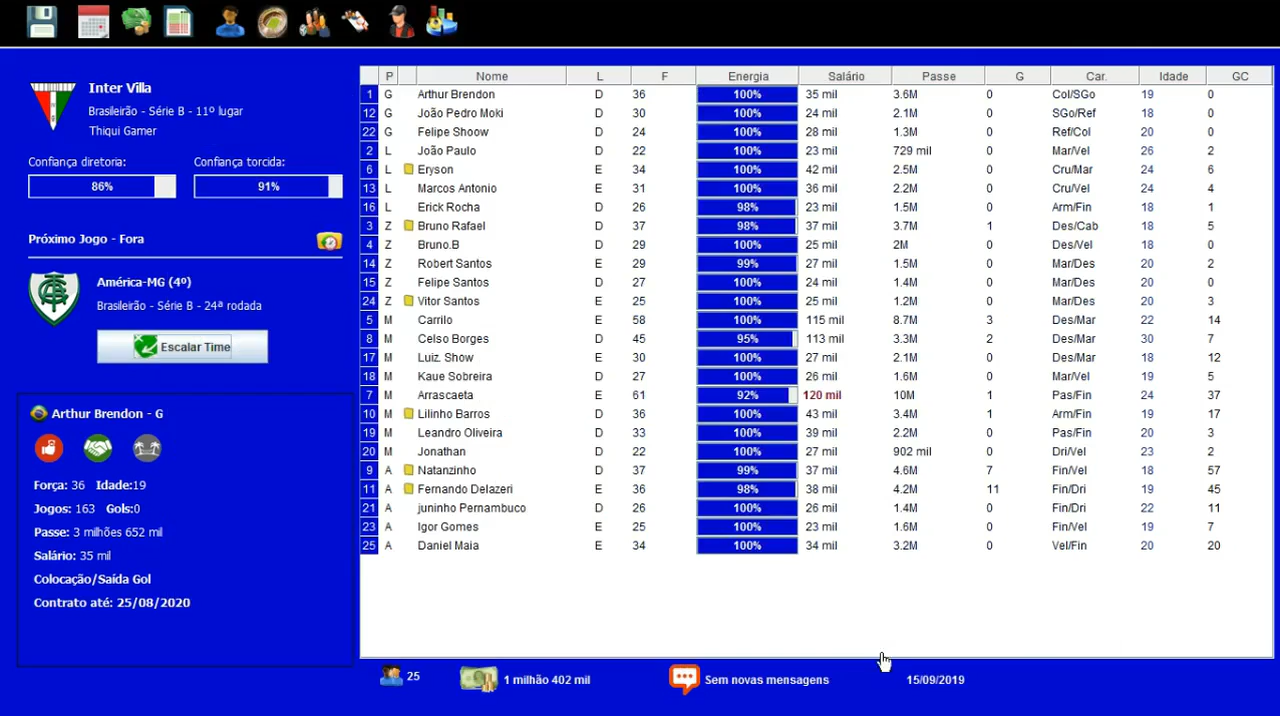 Inter Villa
Brasileirão - Série B - 11º lugar
Thiqui Gamer
Confiança diretoria: Confiança torcida:
86% 91%
Próximo Jogo - Fora
América-MG (4º)
Brasileirão - Série B - 24ª rodada
Escalar Time
Arthur Brendon - G
Força: 36 Idade:19
Jogos: 163 Gols:0
Passe: 3 milhões 652 mil
Salário: 35 mil
Colocação/Saída Gol
Contrato até: 25/08/2020
P Nome L F Energia Salário Passe G Car. Idade GC
1 G Arthur Brendon D 36 100% 35 mil 3.6M 0 Col/SGo 19 0
12 G João Pedro Moki D 30 100% 24 mil 2.1M 0 SGo/Ref 18 0
22 G Felipe Shoow D 24 100% 28 mil 1.3M 0 Ref/Col 20 0
2 L João Paulo D 22 100% 23 mil 729 mil 0 Mar/Vel 26 2
6 L Eryson E 34 100% 42 mil 2.5M 0 Cru/Mar 24 6
13 L Marcos Antonio E 31 100% 36 mil 2.2M 0 Cru/Vel 24 4
16 L Erick Rocha D 26 98% 23 mil 1.5M 0 Arm/Fin 18 1
3 Z Bruno Rafael D 37 98% 37 mil 3.7M 1 Des/Cab 18 5
4 Z Bruno.B D 29 100% 25 mil 2M 0 Des/Vel 18 0
14 Z Robert Santos E 29 99% 27 mil 1.5M 0 Mar/Des 20 2
15 Z Felipe Santos D 27 100% 24 mil 1.4M 0 Mar/Des 20 0
24 Z Vitor Santos E 25 100% 25 mil 1.2M 0 Mar/Des 20 3
5 M Carrilo E 58 100% 115 mil 8.7M 3 Des/Mar 22 14
8 M Celso Borges D 45 95% 113 mil 3.3M 2 Des/Mar 30 7
17 M Luiz. Show E 30 100% 27 mil 2.1M 0 Des/Mar 18 12
18 M Kaue Sobreira D 27 100% 26 mil 1.6M 0 Mar/Vel 19 5
7 M Arrascaeta E 61 92% 120 mil 10M 1 Pas/Fin 24 37
10 M Lilinho Barros D 36 100% 43 mil 3.4M 1 Arm/Fin 19 17
19 M Leandro Oliveira D 33 100% 39 mil 2.2M 0 Pas/Fin 20 3
20 M Jonathan D 22 100% 27 mil 902 mil 0 Dri/Vel 23 2
9 A Natanzinho D 37 99% 37 mil 4.6M 7 Fin/Vel 18 57
11 A Fernando Delazeri E 36 98% 38 mil 4.2M 11 Fin/Dri 19 45
21 A juninho Pernambuco D 26 100% 26 mil 1.4M 0 Fin/Dri 22 11
23 A Igor Gomes E 25 100% 23 mil 1.6M 0 Fin/Vel 19 7
25 A Daniel Maia E 34 100% 34 mil 3.2M 0 Vel/Fin 20 20
25 1 milhão 402 mil Sem novas mensagens 15/09/2019